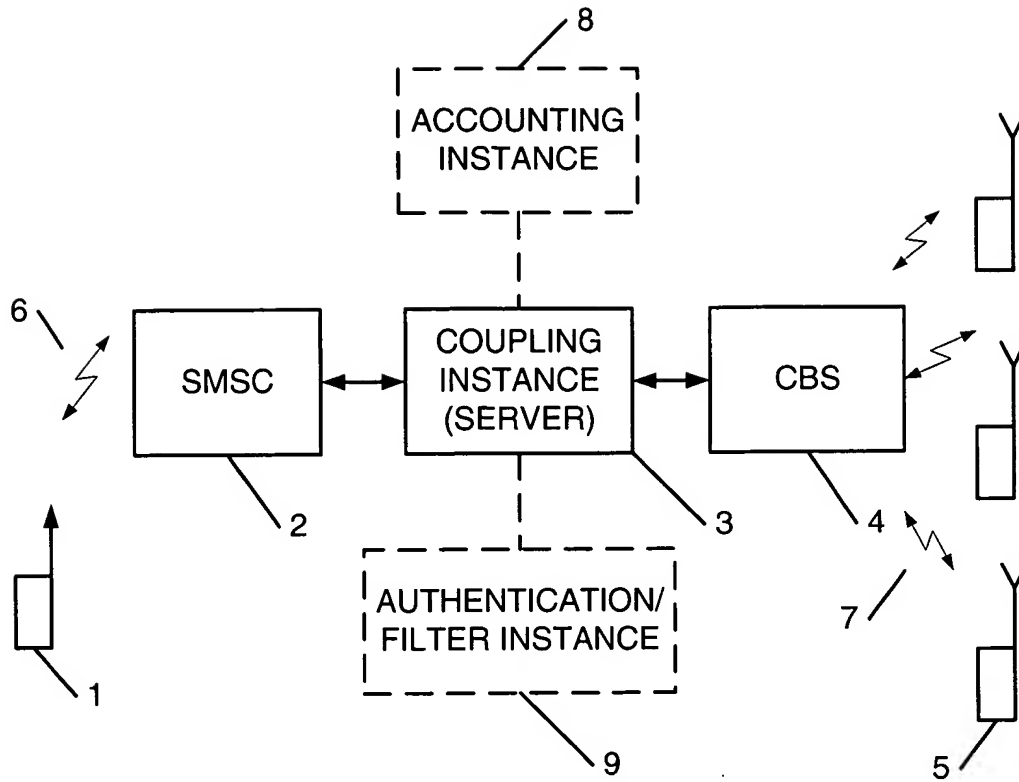 8
ACCOUNTING
INSTANCE
6
SMSC
COUPLING
INSTANCE
(SERVER)
CBS
2
3
4
AUTHENTICATION/
FILTER INSTANCE
7
1
9
5